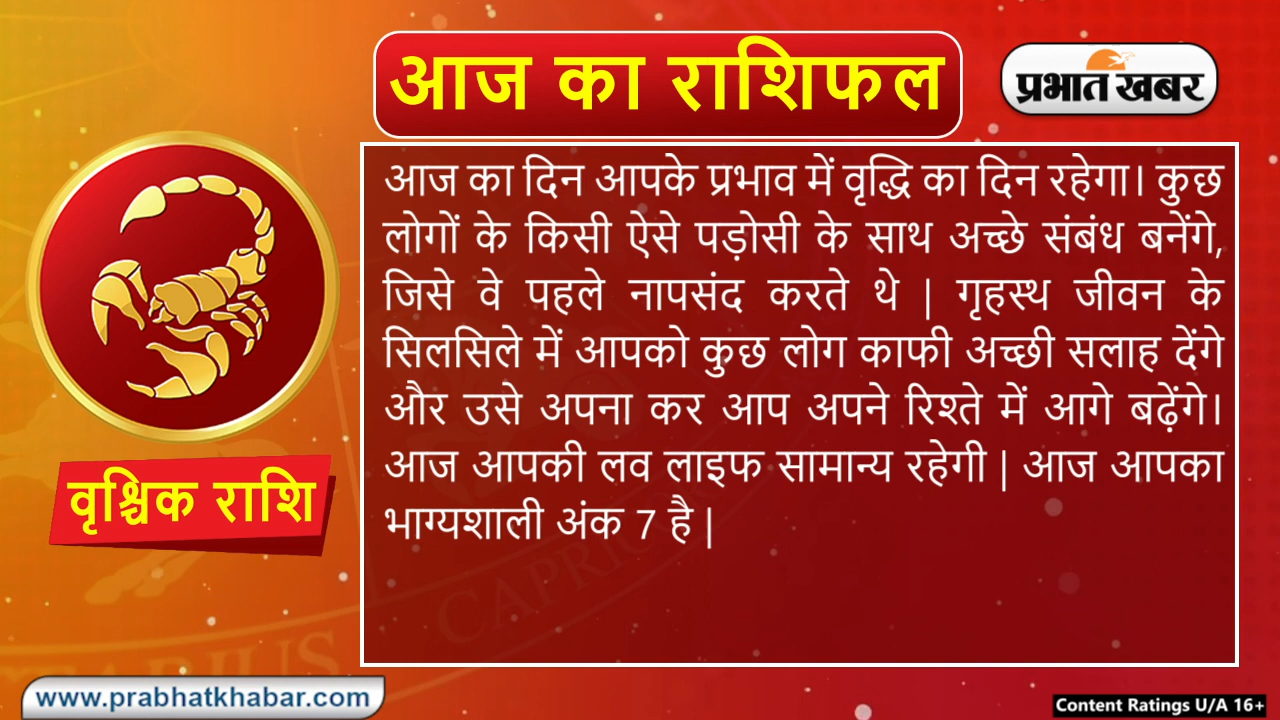 आज का राशिफल
प्रभात खबर
आज का दिन आपके प्रभाव में वृद्धि का दिन रहेगा। कुछ
लोगों के किसी ऐसे पड़ोसी के साथ अच्छे संबंध बनेंगे,
जिसे वे पहले नापसंद करते थे | गृहस्थ जीवन के
सिलसिले में आपको कुछ लोग काफी अच्छी सलाह देंगे
और उसे अपना कर आप अपने रिश्ते में आगे बढ़ेंगे।
आज आपकी लव लाइफ सामान्य रहेगी | आज आपका
भाग्यशाली अंक 7 है |
वृश्चिक राशि
CAPRIC
TARIUS
www.prabhatkhabar.com
Content Ratings U/A 16+